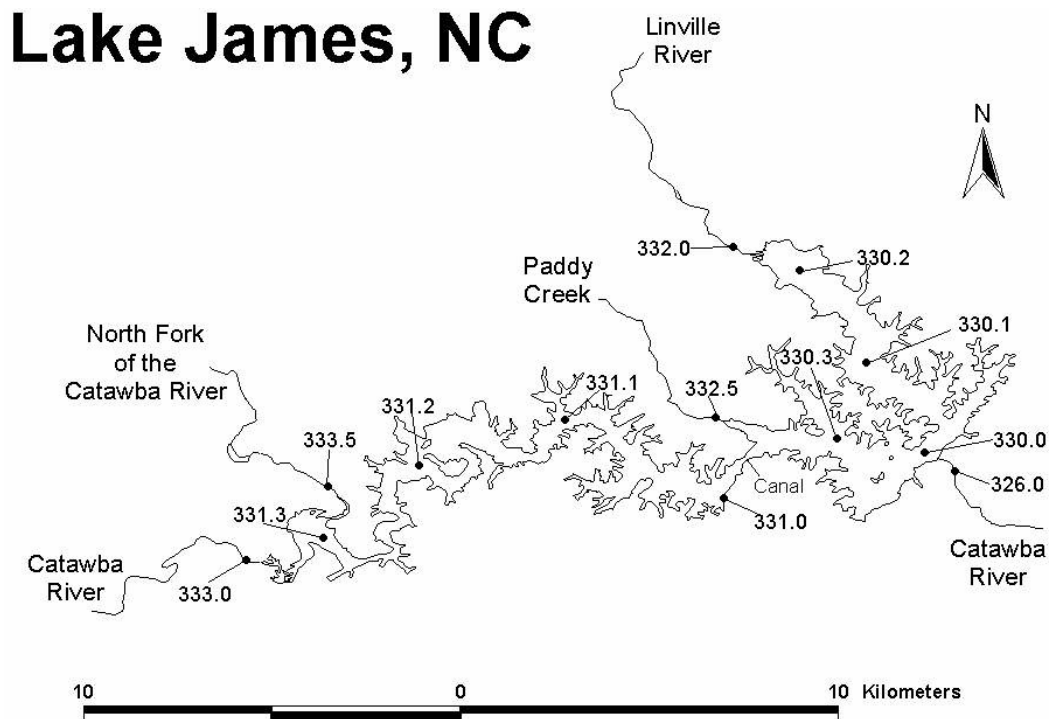 Lake James, NC
Linville
River
N
332.0
330.2
Paddy
Creek
330.1
North Fork
of the
Catawba River
330.3
331.1
332.5
331.2
333.5
330.0
326.0
Canal
331.3
331.0
Catawba
River
Catawba
River
333.0
10 0 10 Kilometers